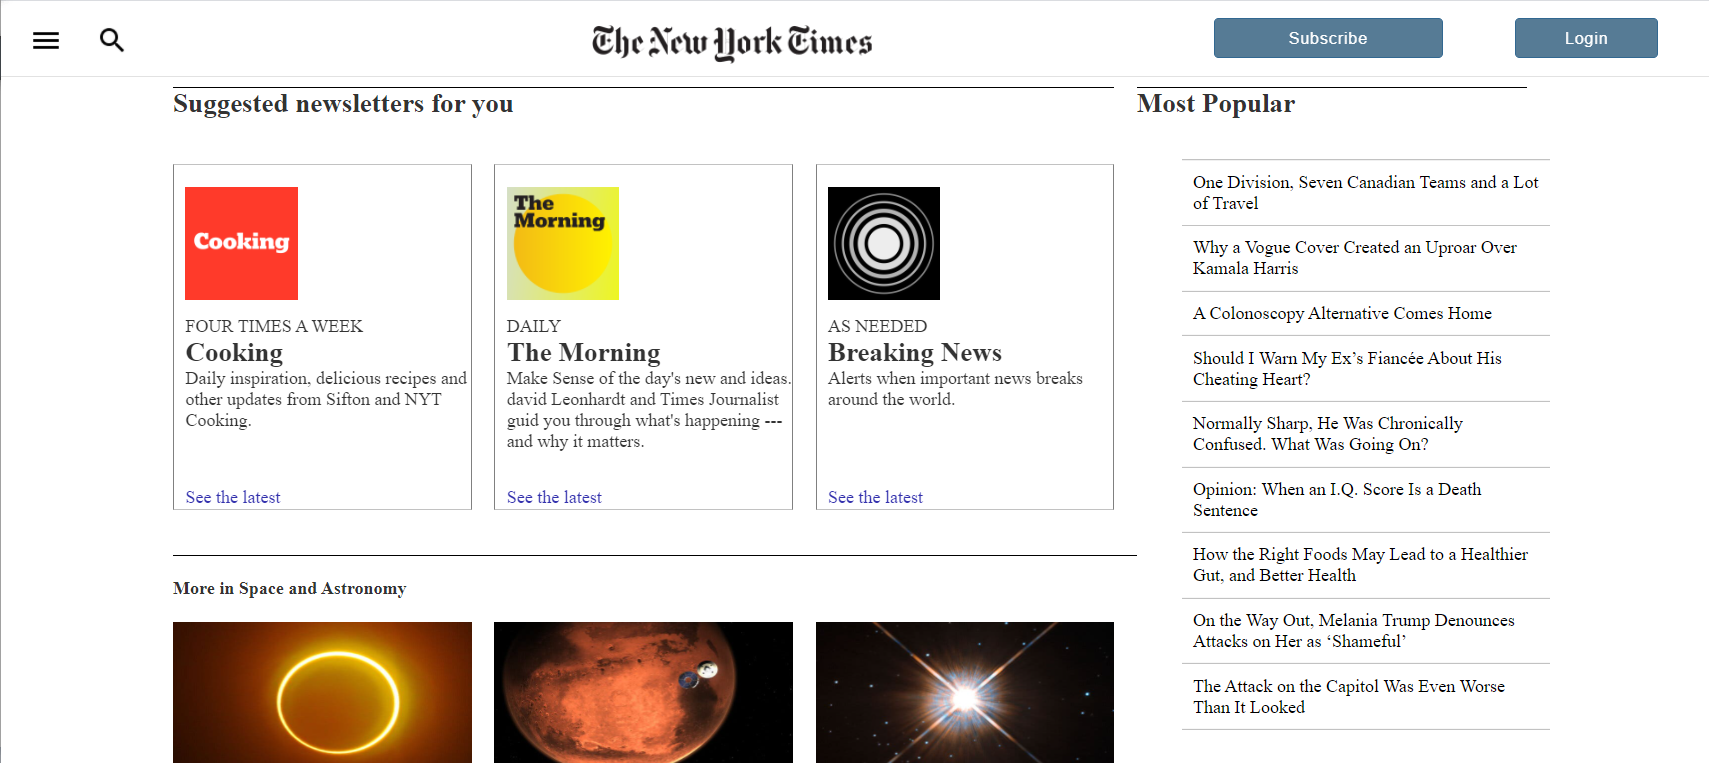 The New York Times
Subscribe
Login
Suggested newsletters for you
Cooking
FOUR TIMES A WEEK
Cooking
Daily inspiration, delicious recipes and
other updates from Sifton and NYT
Cooking.
See the latest
The
Morning
DAILY
The Morning
Make Sense of the day's new and ideas.
david Leonhardt and Times Journalist
guid you through what's happening ---
and why it matters.
See the latest
AS NEEDED
Breaking News
Alerts when important news breaks
around the world.
See the latest
More in Space and Astronomy
Most Popular
One Division, Seven Canadian Teams and a Lot
of Travel
Why a Vogue Cover Created an Uproar Over
Kamala Harris
A Colonoscopy Alternative Comes Home
Should I Warn My Ex’s Fiancée About His
Cheating Heart?
Normally Sharp, He Was Chronically
Confused. What Was Going On?
Opinion: When an I.Q. Score Is a Death
Sentence
How the Right Foods May Lead to a Healthier
Gut, and Better Health
On the Way Out, Melania Trump Denounces
Attacks on Her as ‘Shameful’
The Attack on the Capitol Was Even Worse
Than It Looked